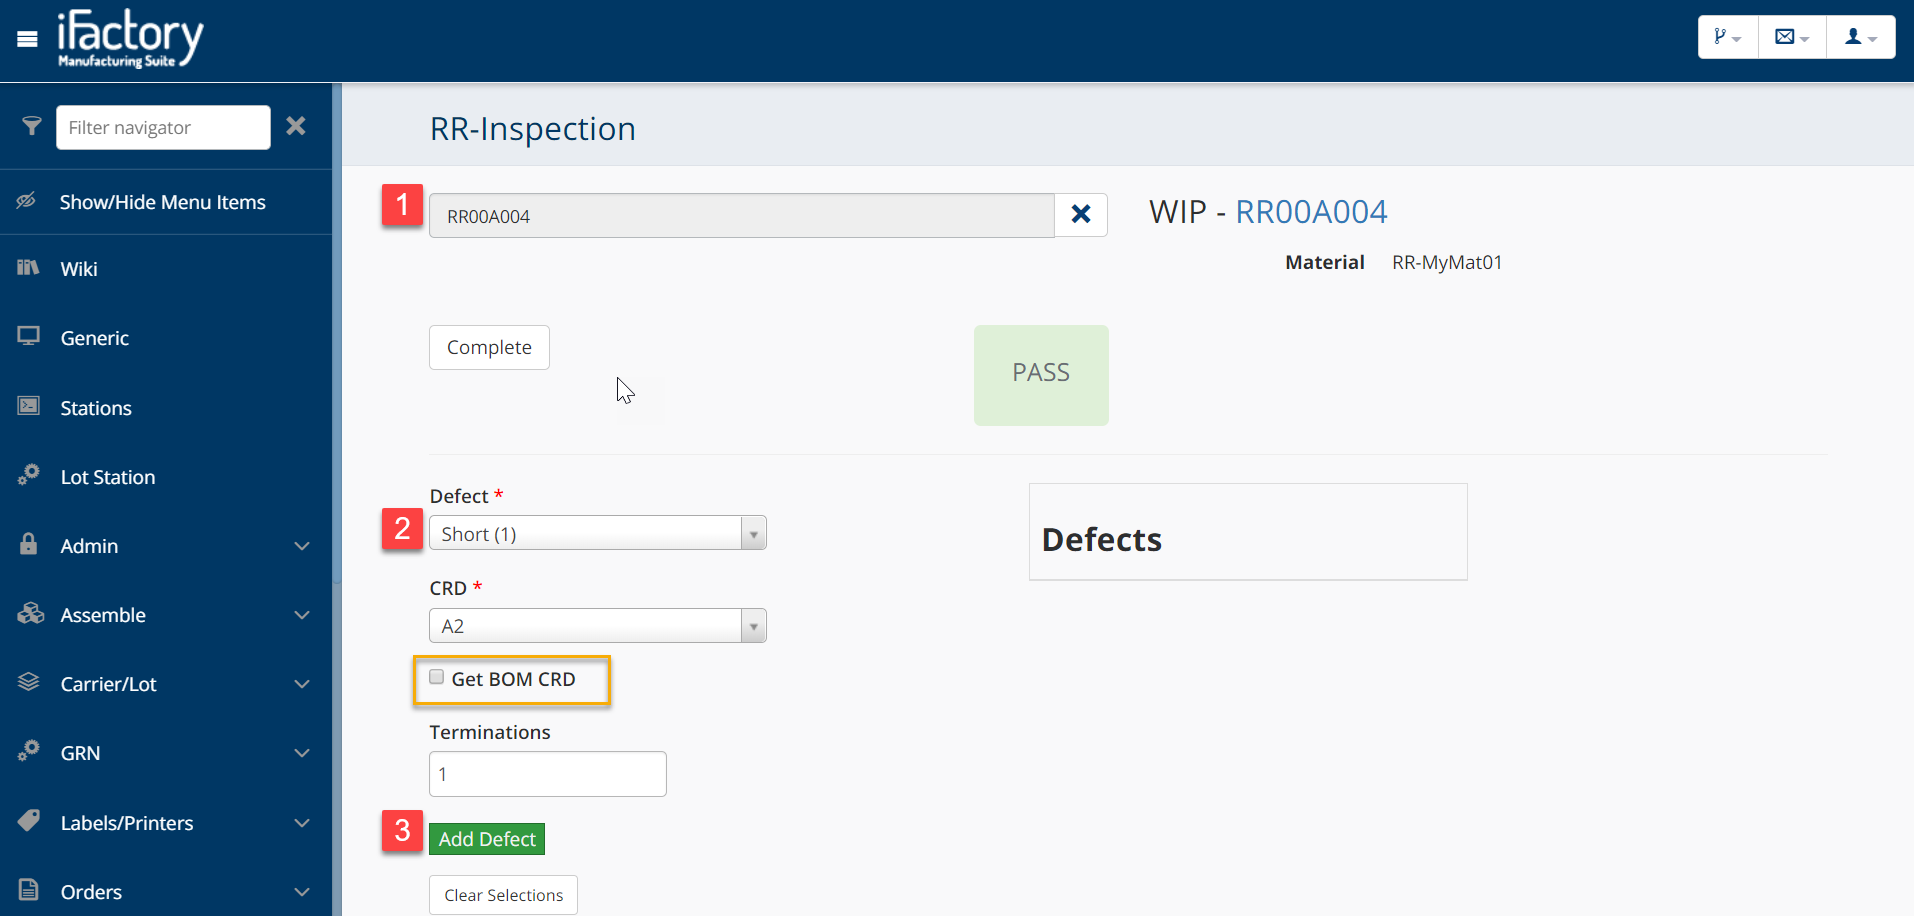 iFactory
Manufacturing Suite
Filter navigator
Show/Hide Menu Items
Wiki
Generic
Stations
Lot Station
Admin
Assemble
Carrier/Lot
GRN
Labels/Printers
Orders
RR-Inspection
1
RR00A004
WIP - RR00A004
Material RR-MyMat01
Complete
PASS
Defect *
2
Short (1)
CRD *
A2
Get BOM CRD
Terminations
1
3
Add Defect
Clear Selections
Defects